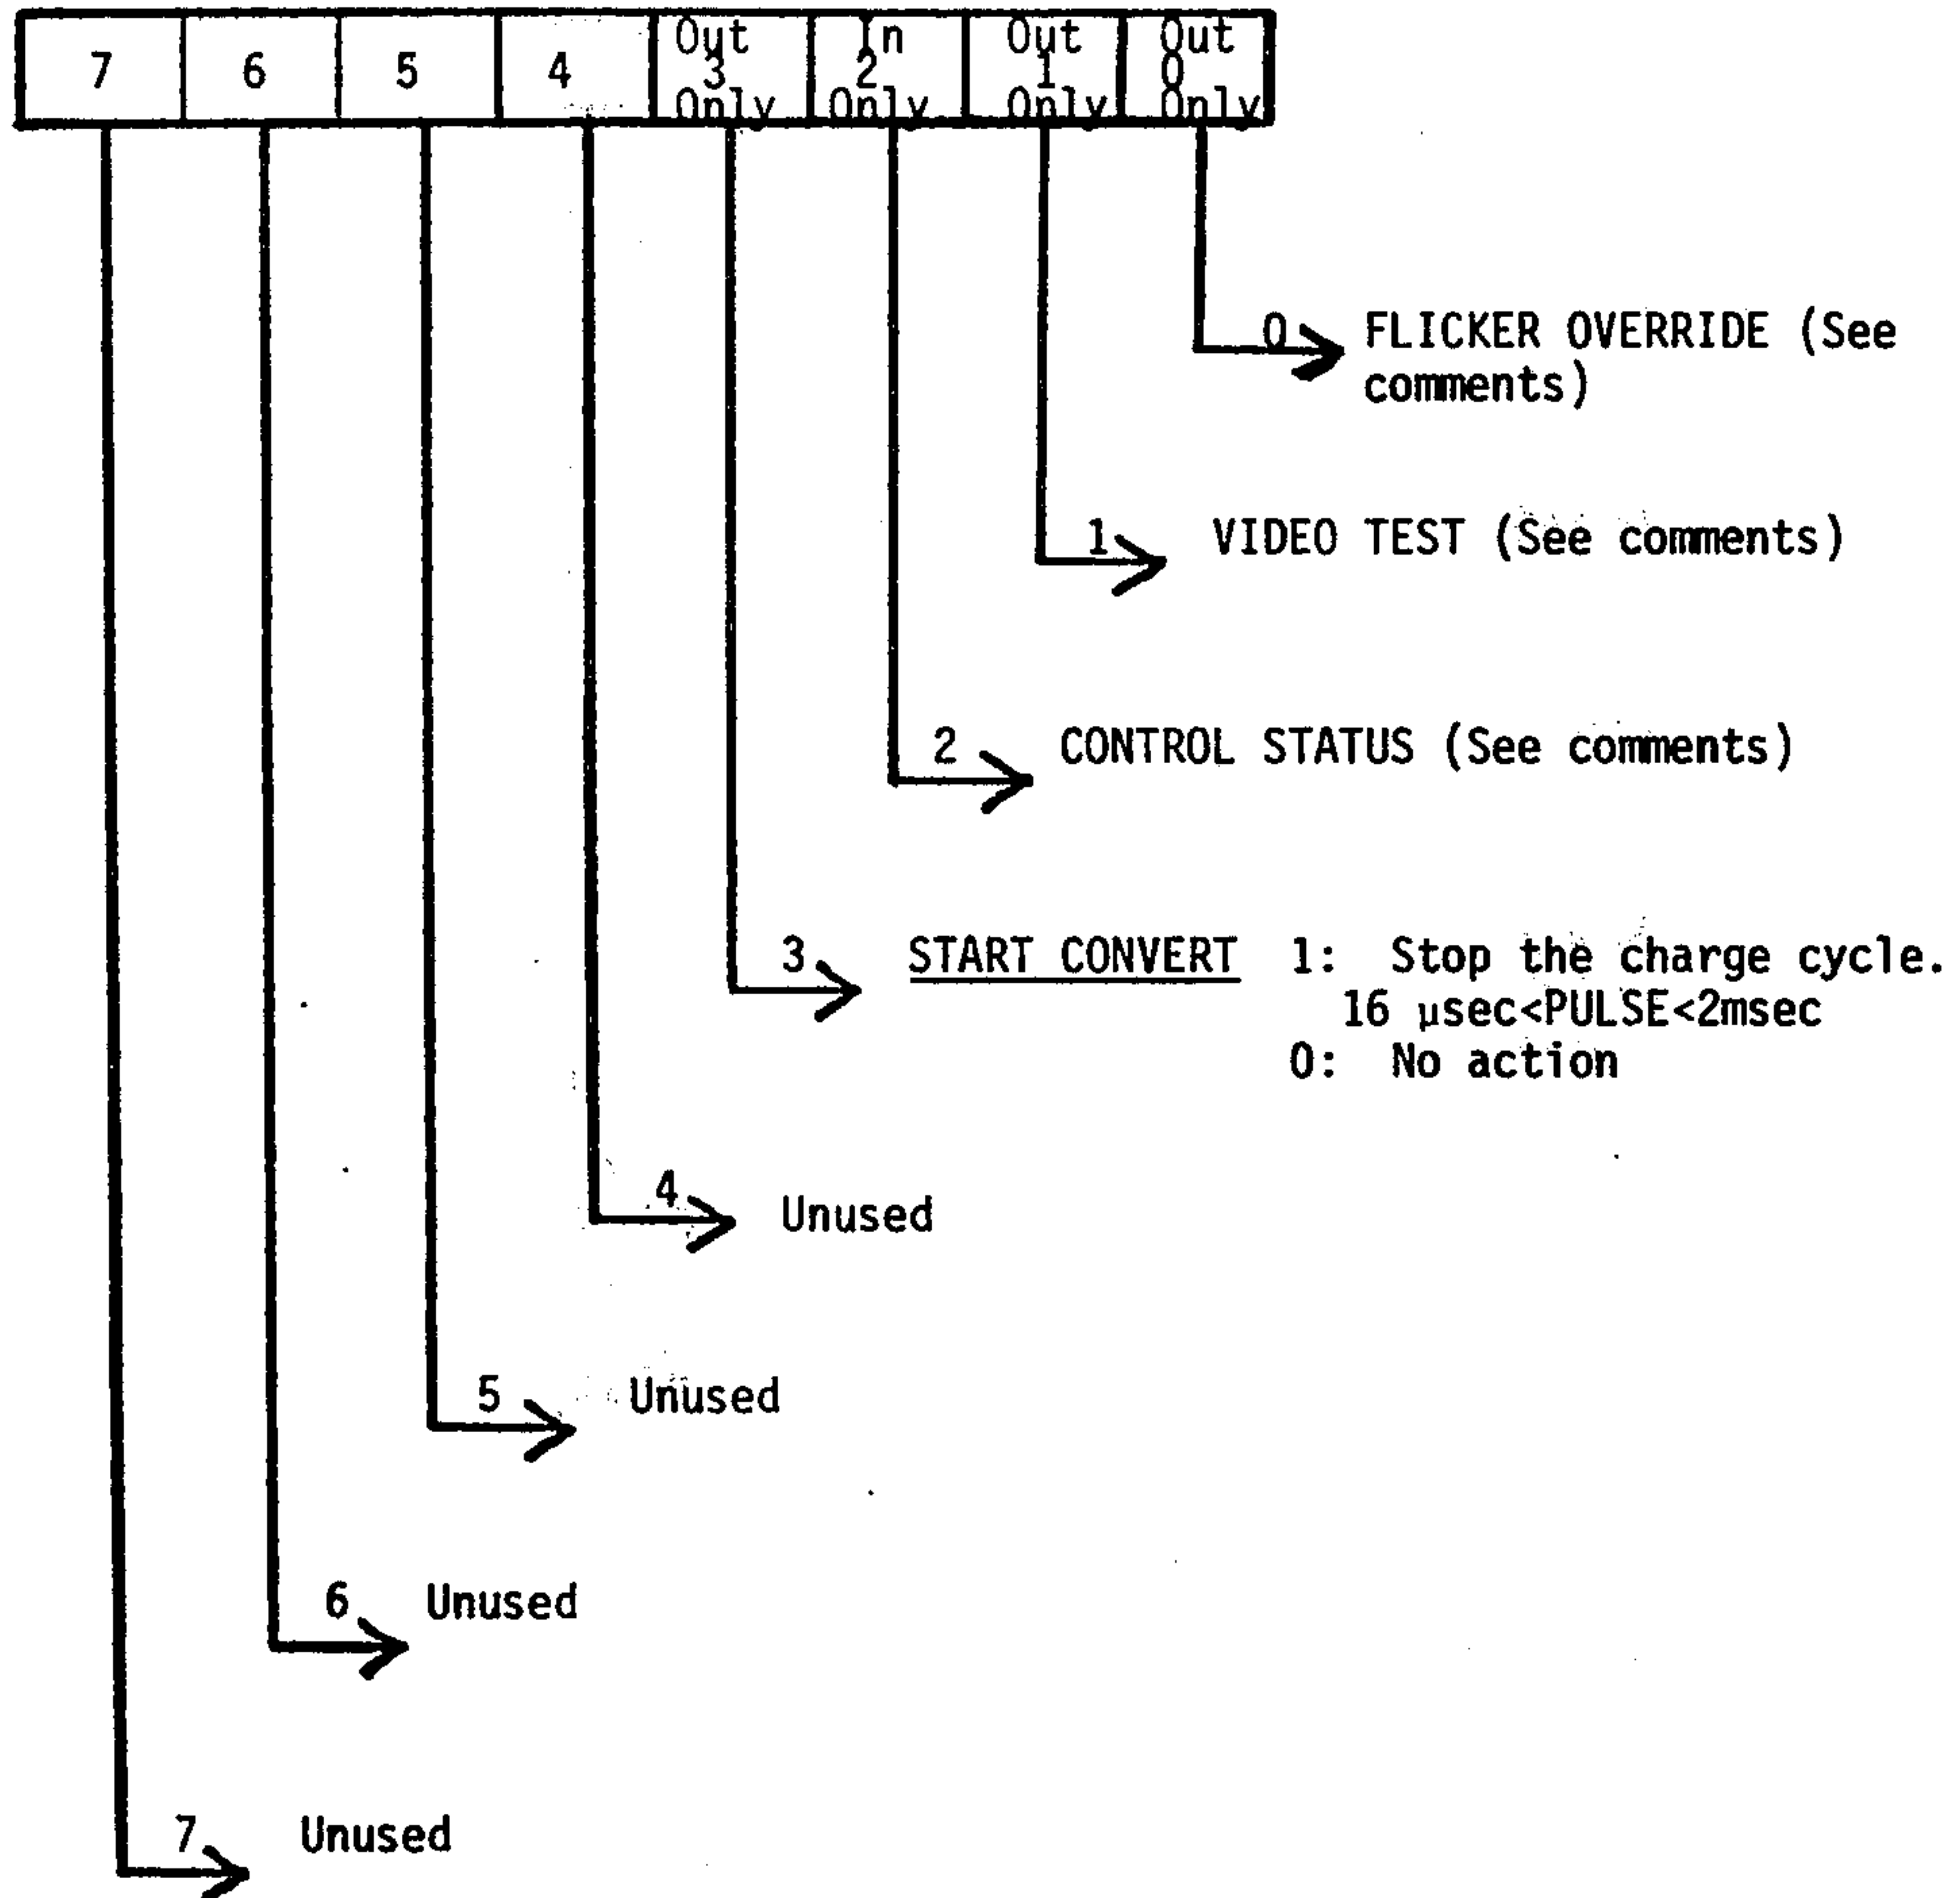 Out In Out Out
7 6 5 4 3 2 1 0
Only Only Only Only
0 FLICKER OVERRIDE (See
comments)
1 VIDEO TEST (See comments)
2 CONTROL STATUS (See comments)
3 START CONVERT 1: Stop the charge cycle.
16 μsec<PULSE<2msec
0: No action
4 Unused
5 Unused
6 Unused
7 Unused